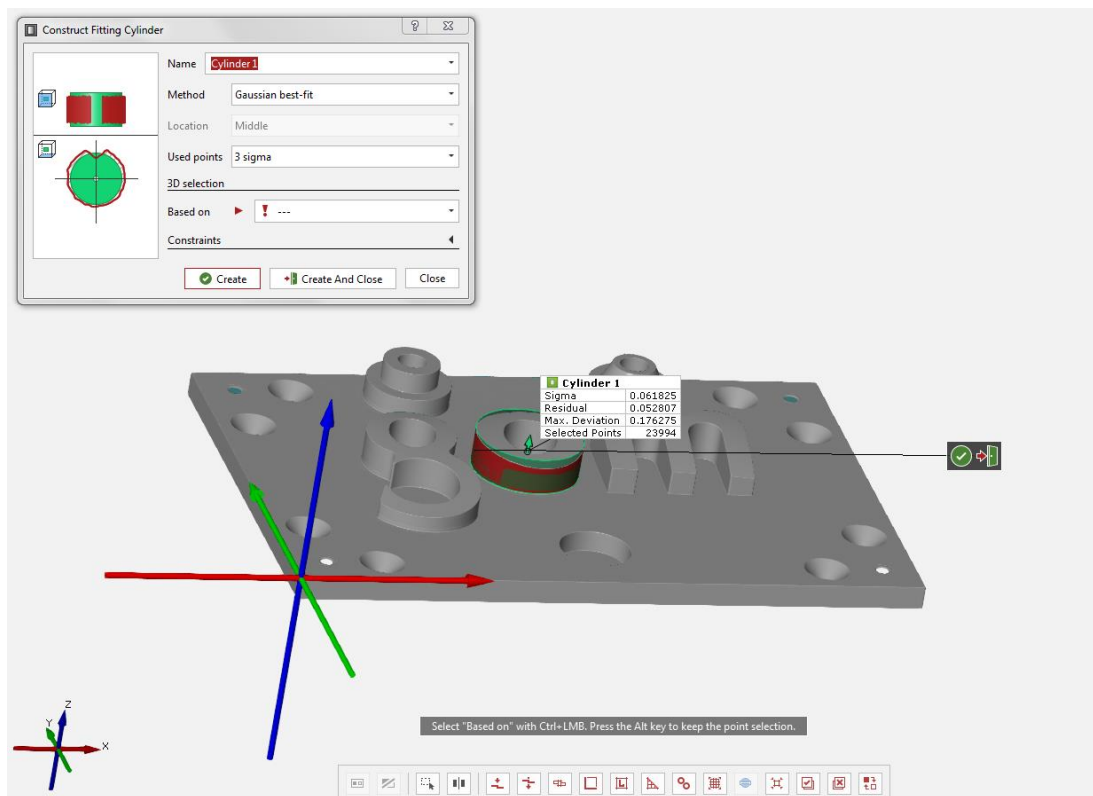 Construct Fitting Cylinder
Name Cylinder 1
Method Gaussian best-fit
Location Middle
Used points 3 sigma
3D selection
Based on ! ---
Constraints
Create Create And Close Close
Cylinder 1
Sigma 0.061825
Residual 0.052807
Max. Deviation 0.176275
Selected Points 23994
Z
Y
X
Select "Based on" with Ctrl+LMB. Press the Alt key to keep the point selection.